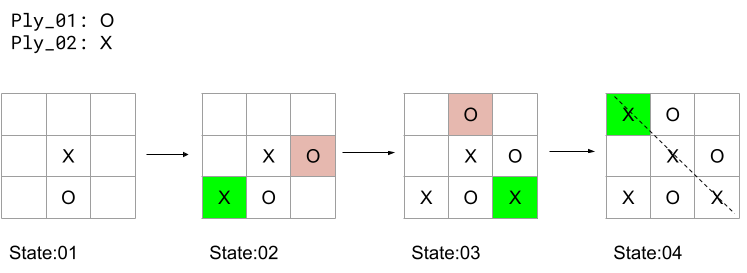 Ply_01: O
Ply_02: X
O
O
X O
X
X O
X
X
O
X O
O
X O X
X O X
State:01
State:02
State:03
State:04